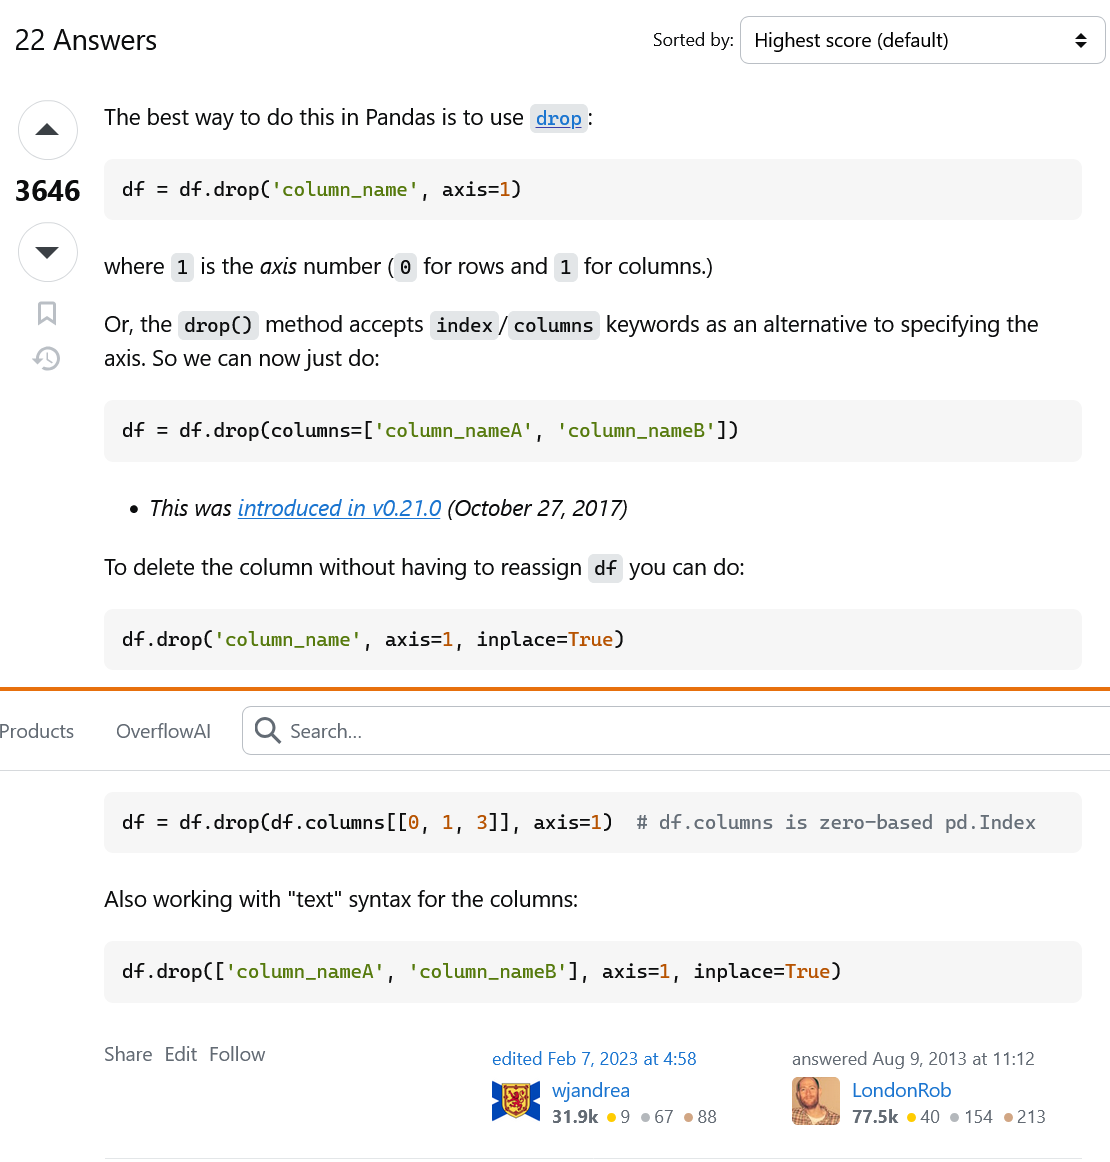 22 Answers
Sorted by: Highest score (default)
The best way to do this in Pandas is to use drop:
3646
df = df.drop('column_name', axis=1)
where 1 is the axis number (0 for rows and 1 for columns.)
Or, the drop() method accepts index/columns keywords as an alternative to specifying the
axis. So we can now just do:
df = df.drop(columns=['column_nameA', 'column_nameB'])
• This was introduced in v0.21.0 (October 27, 2017)
To delete the column without having to reassign df you can do:
df.drop('column_name', axis=1, inplace=True)
Products OverflowAI Search...
df = df.drop(df.columns[[0, 1, 3]], axis=1)  # df.columns is zero-based pd.Index
Also working with "text" syntax for the columns:
df.drop(['column_nameA', 'column_nameB'], axis=1, inplace=True)
Share Edit Follow
edited Feb 7, 2023 at 4:58
wjandrea
31.9k 9 67 88
answered Aug 9, 2013 at 11:12
LondonRob
77.5k 40 154 213